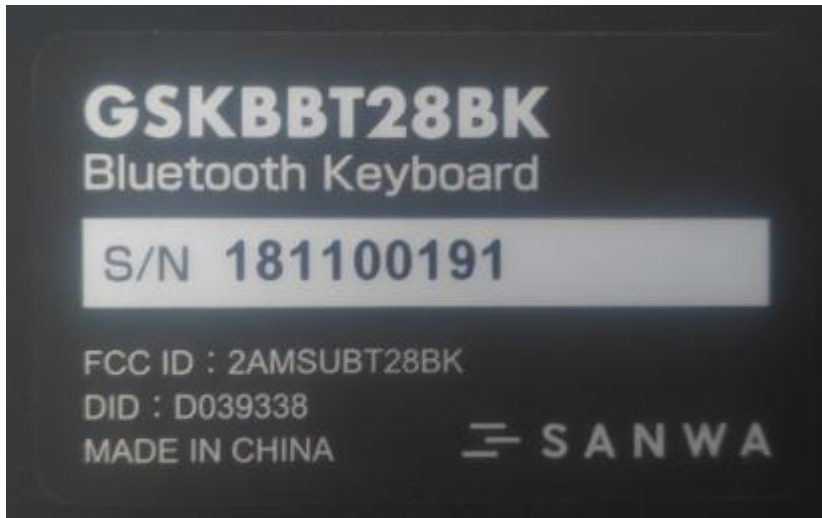 GSKBBT28BK
Bluetooth Keyboard
S/N 181100191
FCC ID：2AMSUBT28BK
DID：D039338
MADE IN CHINA
SANWA